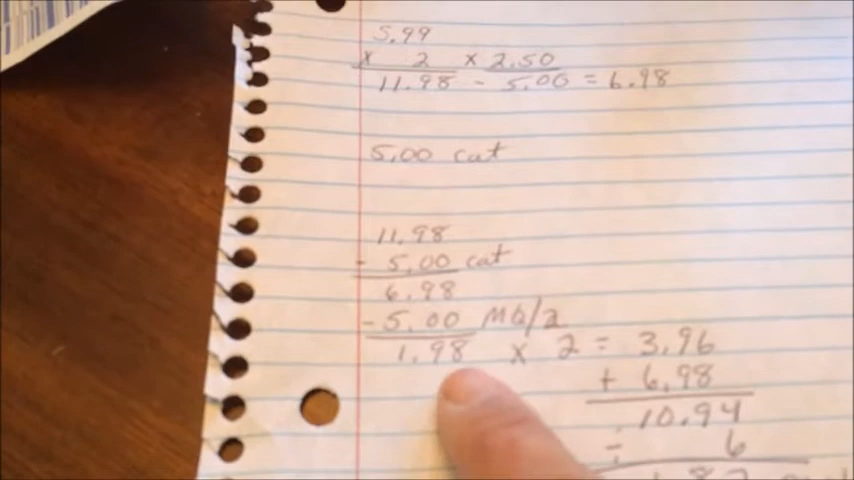 5.99
x 2 x 2.50
11.98 - 5.00 = 6.98
5.00 cat
11.98
- 5.00 cat
6.98
- 5.00 MQ/2
1.98 x 2 = 3.96
+ 6.98
10.94
÷ 6